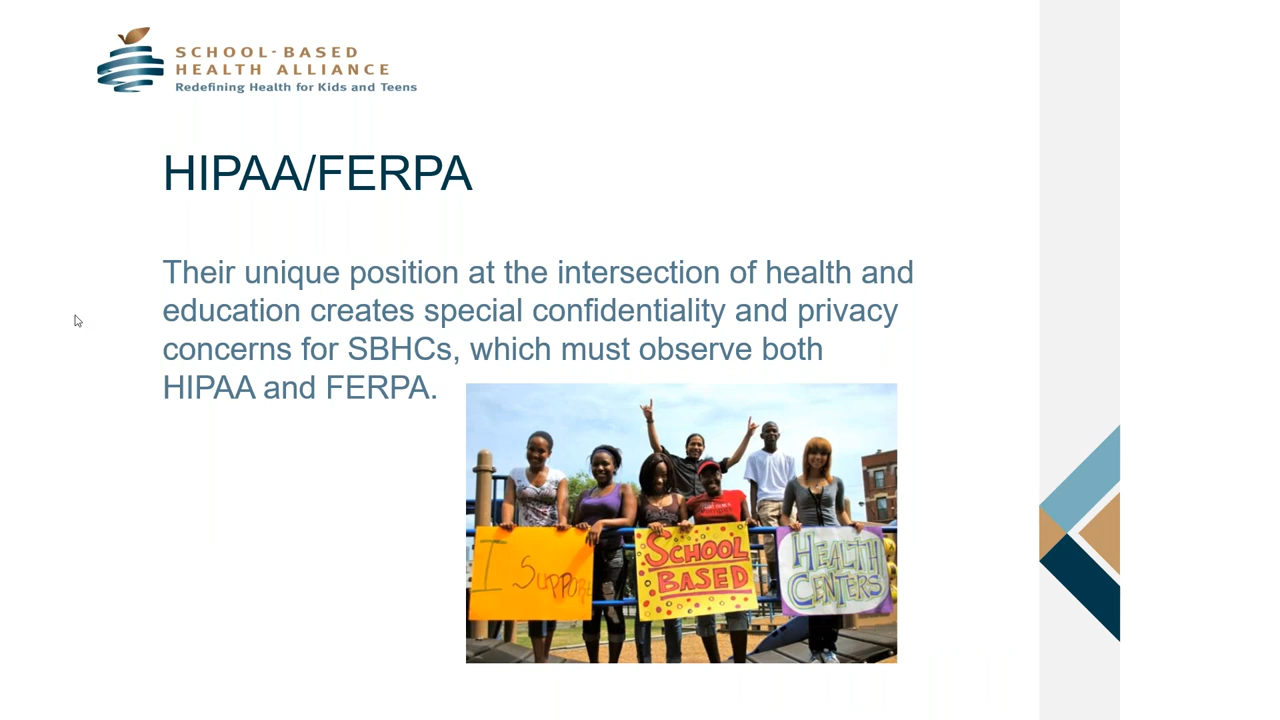 SCHOOL-BASED
HEALTH ALLIANCE
Redefining Health for Kids and Teens
HIPAA/FERPA
Their unique position at the intersection of health and
education creates special confidentiality and privacy
concerns for SBHCs, which must observe both
HIPAA and FERPA.
I SUPPORT
SCHOOL
BASED
HEALTH
CENTERS